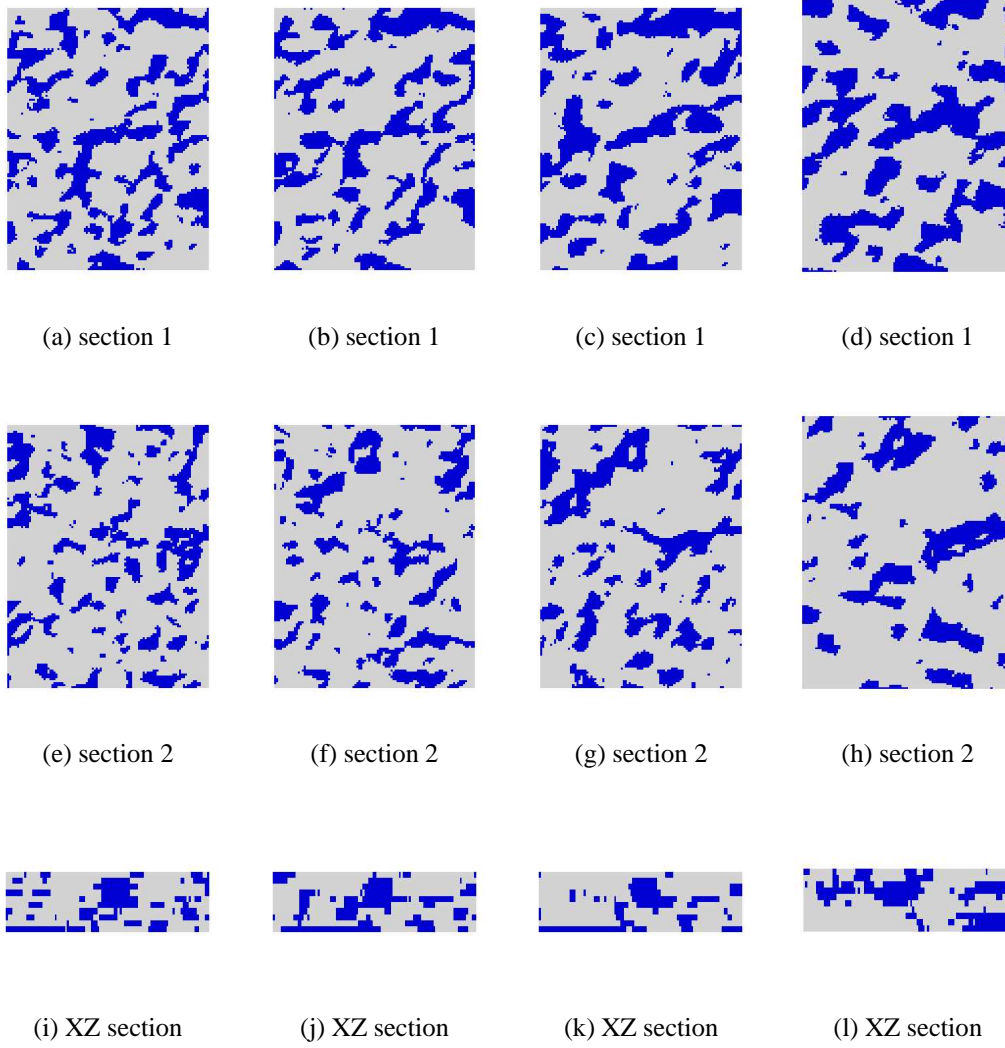 (a) section 1
(b) section 1
(c) section 1
(d) section 1
(e) section 2
(f) section 2
(g) section 2
(h) section 2
(i) XZ section
(j) XZ section
(k) XZ section
(l) XZ section